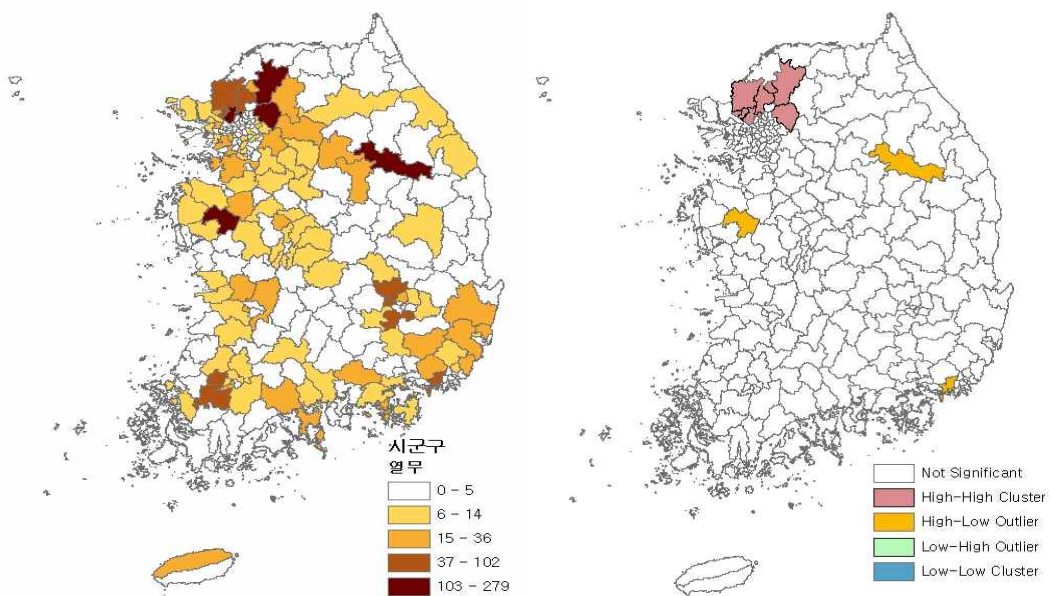 시군구
열무
0 - 5
6 - 14
15 - 36
37 - 102
103 - 279
Not Significant
High-High Cluster
High-Low Outlier
Low-High Outlier
Low-Low Cluster